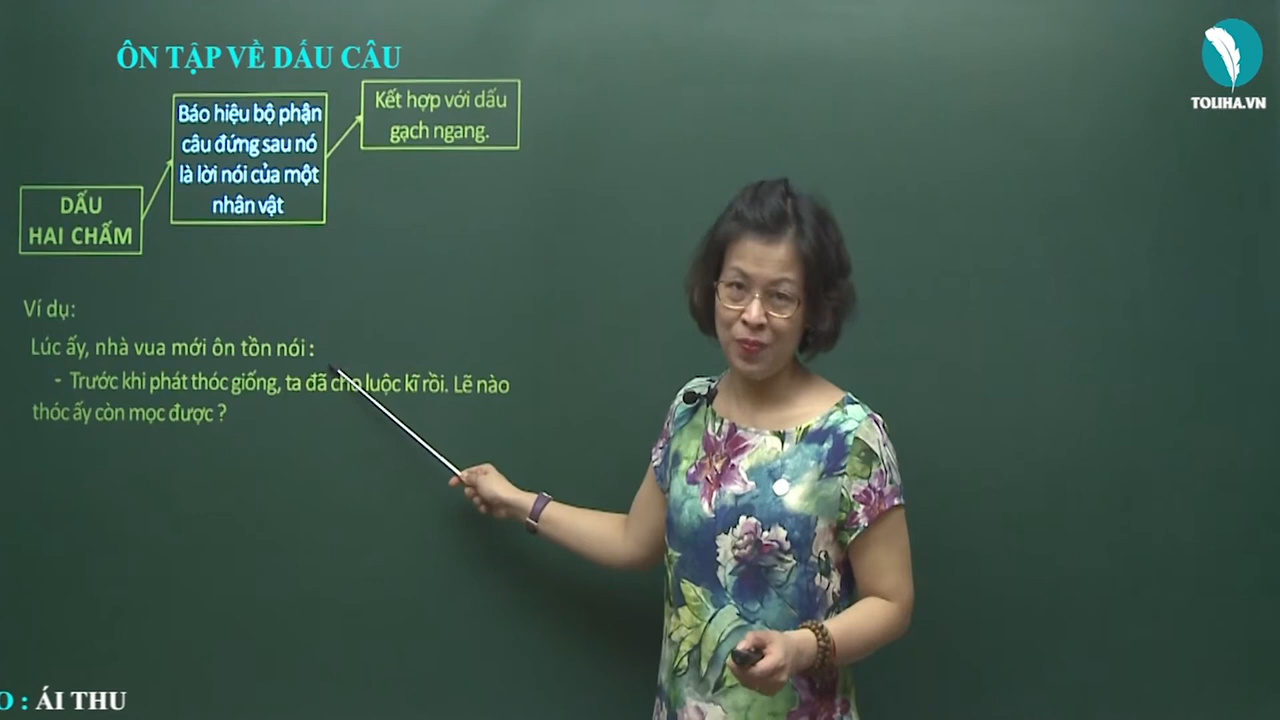 ÔN TẬP VỀ DẤU CÂU
Kết hợp với dấu
gạch ngang.
Báo hiệu bộ phận
câu đứng sau nó
là lời nói của một
nhân vật
DẤU
HAI CHẤM
Ví dụ:
Lúc ấy, nhà vua mới ôn tồn nói :
- Trước khi phát thóc giống, ta đã cho luộc kĩ rồi. Lẽ nào
thóc ấy còn mọc được ?
TOLIHA.VN
O : ÁI THU